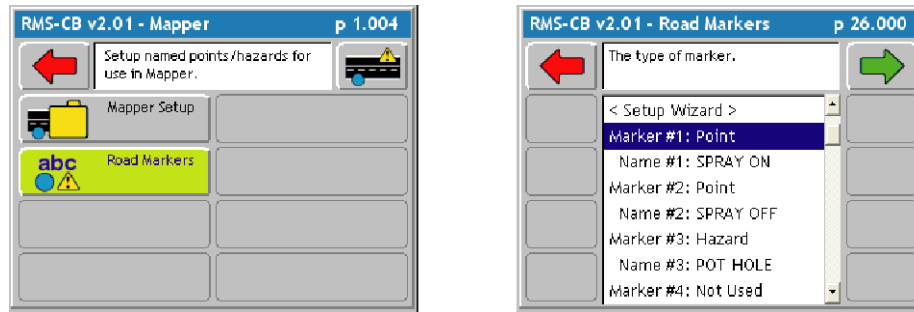 RMS-CB v2.01 - Mapper p 1.004
Setup named points/hazards for
use in Mapper.
Mapper Setup
abc Road Markers
RMS-CB v2.01 - Road Markers p 26.000
The type of marker.
< Setup Wizard >
Marker #1: Point
Name #1: SPRAY ON
Marker #2: Point
Name #2: SPRAY OFF
Marker #3: Hazard
Name #3: POT HOLE
Marker #4: Not Used